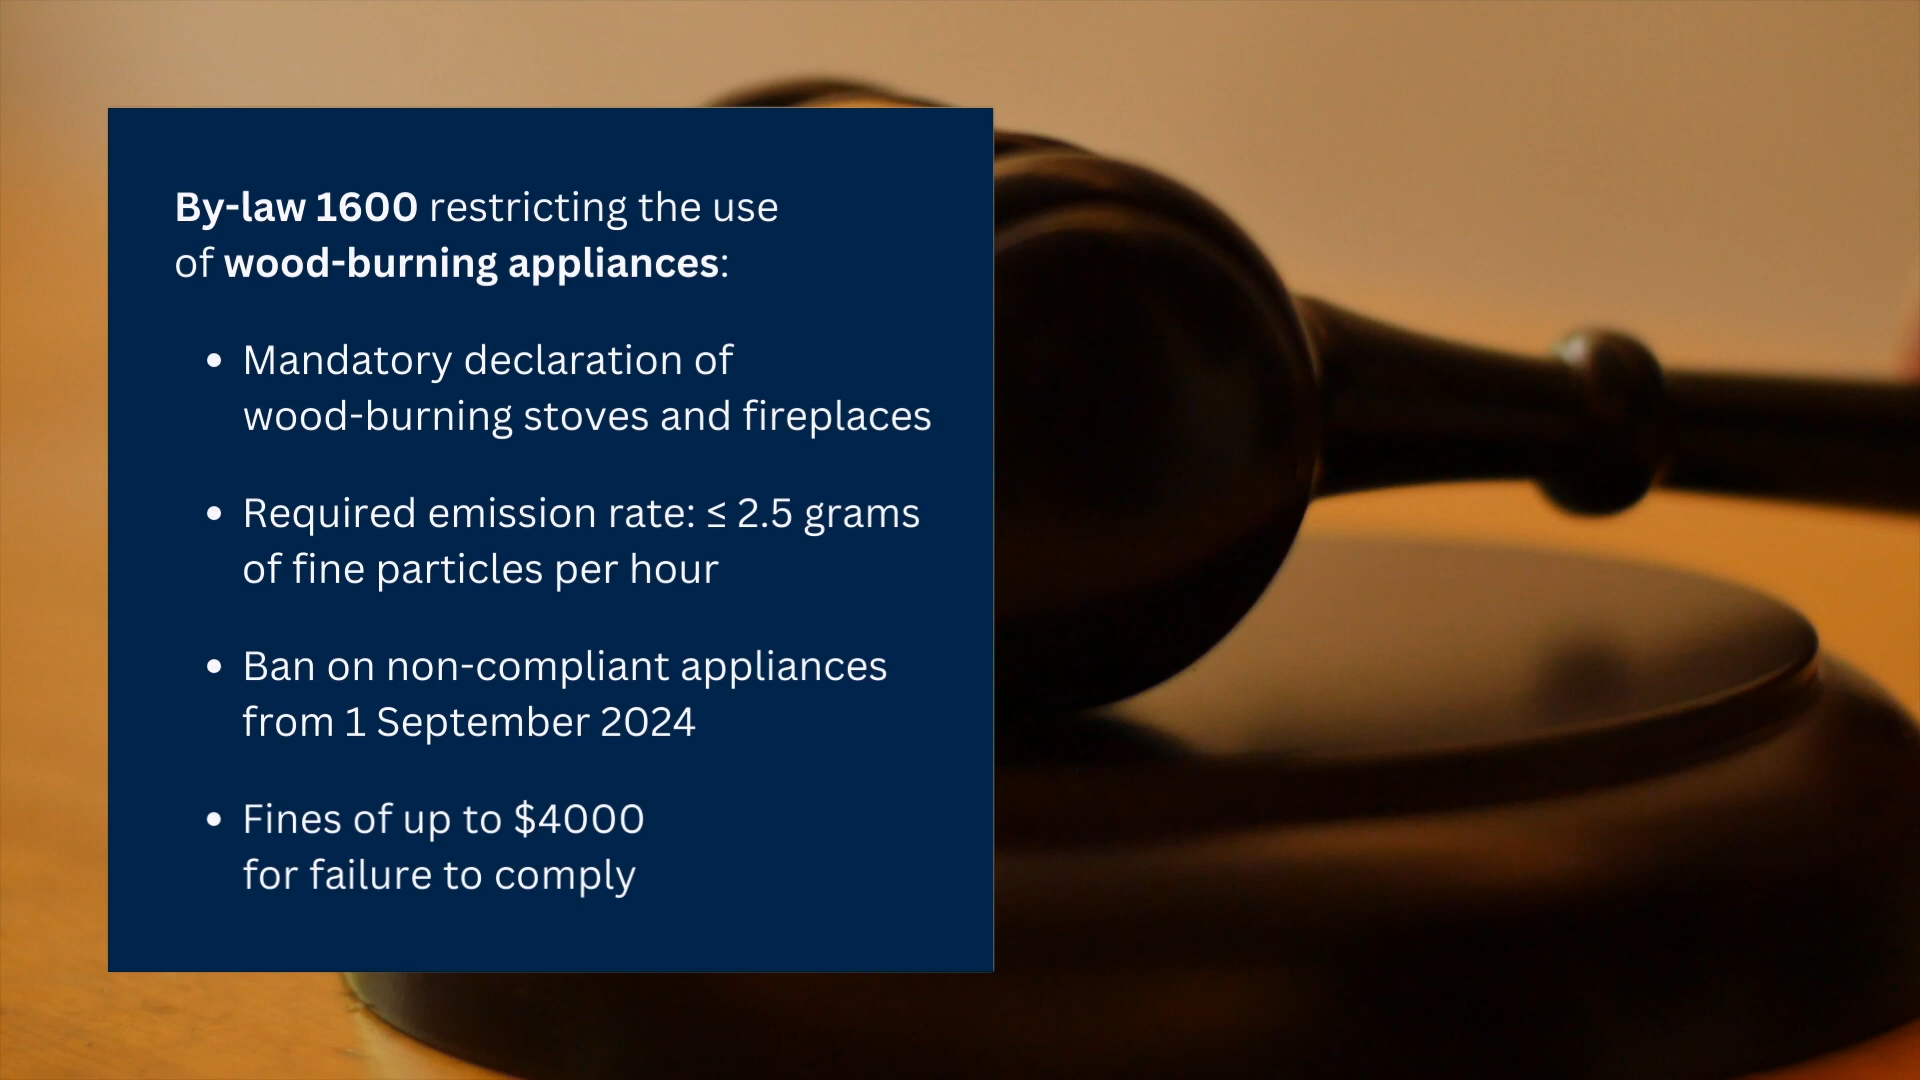 By-law 1600 restricting the use
of wood-burning appliances:
• Mandatory declaration of
wood-burning stoves and fireplaces
• Required emission rate: ≤ 2.5 grams
of fine particles per hour
• Ban on non-compliant appliances
from 1 September 2024
• Fines of up to $4000
for failure to comply